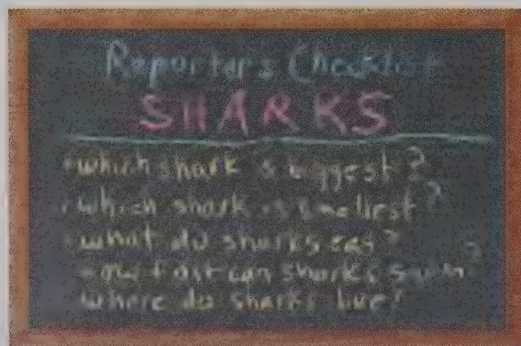 Reporters Checklist
SHARKS
• which shark is biggest?
• which shark is smallest?
• what do sharks eat?
• How fast can sharks swim?
where do sharks live?